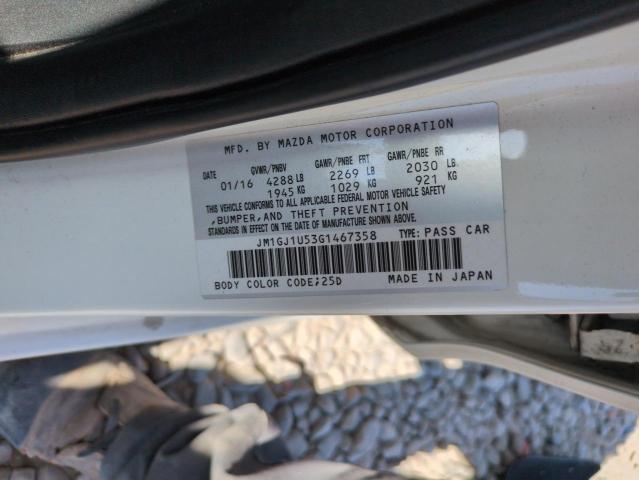 MFD. BY MAZDA MOTOR CORPORATION
DATE GVWR/PNBV GAWR/PNBE FRT GAWR/PNBE RR
01/16 4288 LB 2269 LB 2030 LB
1945 KG 1029 KG 921 KG
THIS VEHICLE CONFORMS TO ALL APPLICABLE FEDERAL MOTOR VEHICLE SAFETY
,BUMPER,AND THEFT PREVENTION
STANDARDS IN EFFECT ON THE DATE OF MANUFACTURE SHOWN ABOVE.
JM1GJ1U53G1467358 TYPE: PASS CAR
BODY COLOR CODE;25D MADE IN JAPAN